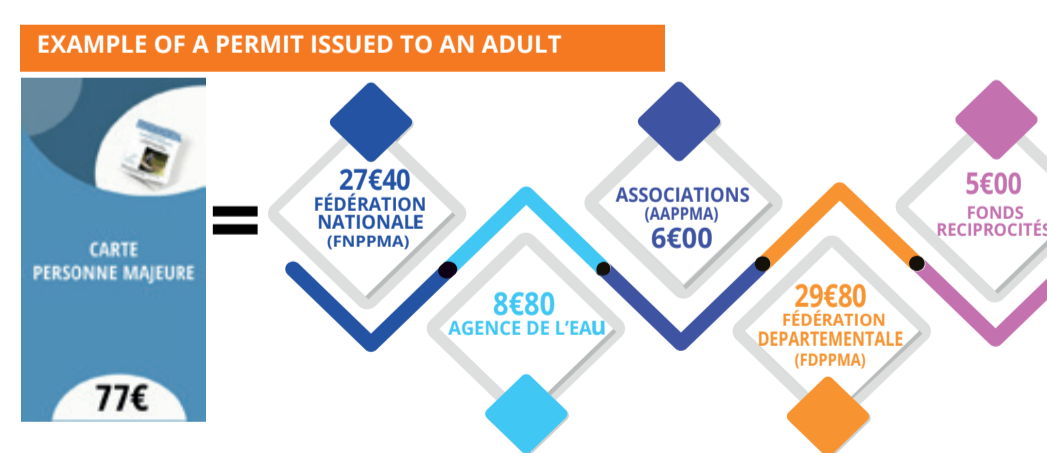 EXAMPLE OF A PERMIT ISSUED TO AN ADULT
CARTE
PERSONNE MAJEURE
77€
=
27€40
FÉDÉRATION
NATIONALE
(FNPPMA)
8€80
AGENCE DE L'EAU
ASSOCIATIONS
(AAPPMA)
6€00
29€80
FÉDÉRATION
DEPARTEMENTALE
(FDPPMA)
5€00
FONDS
RECIPROCITÉS